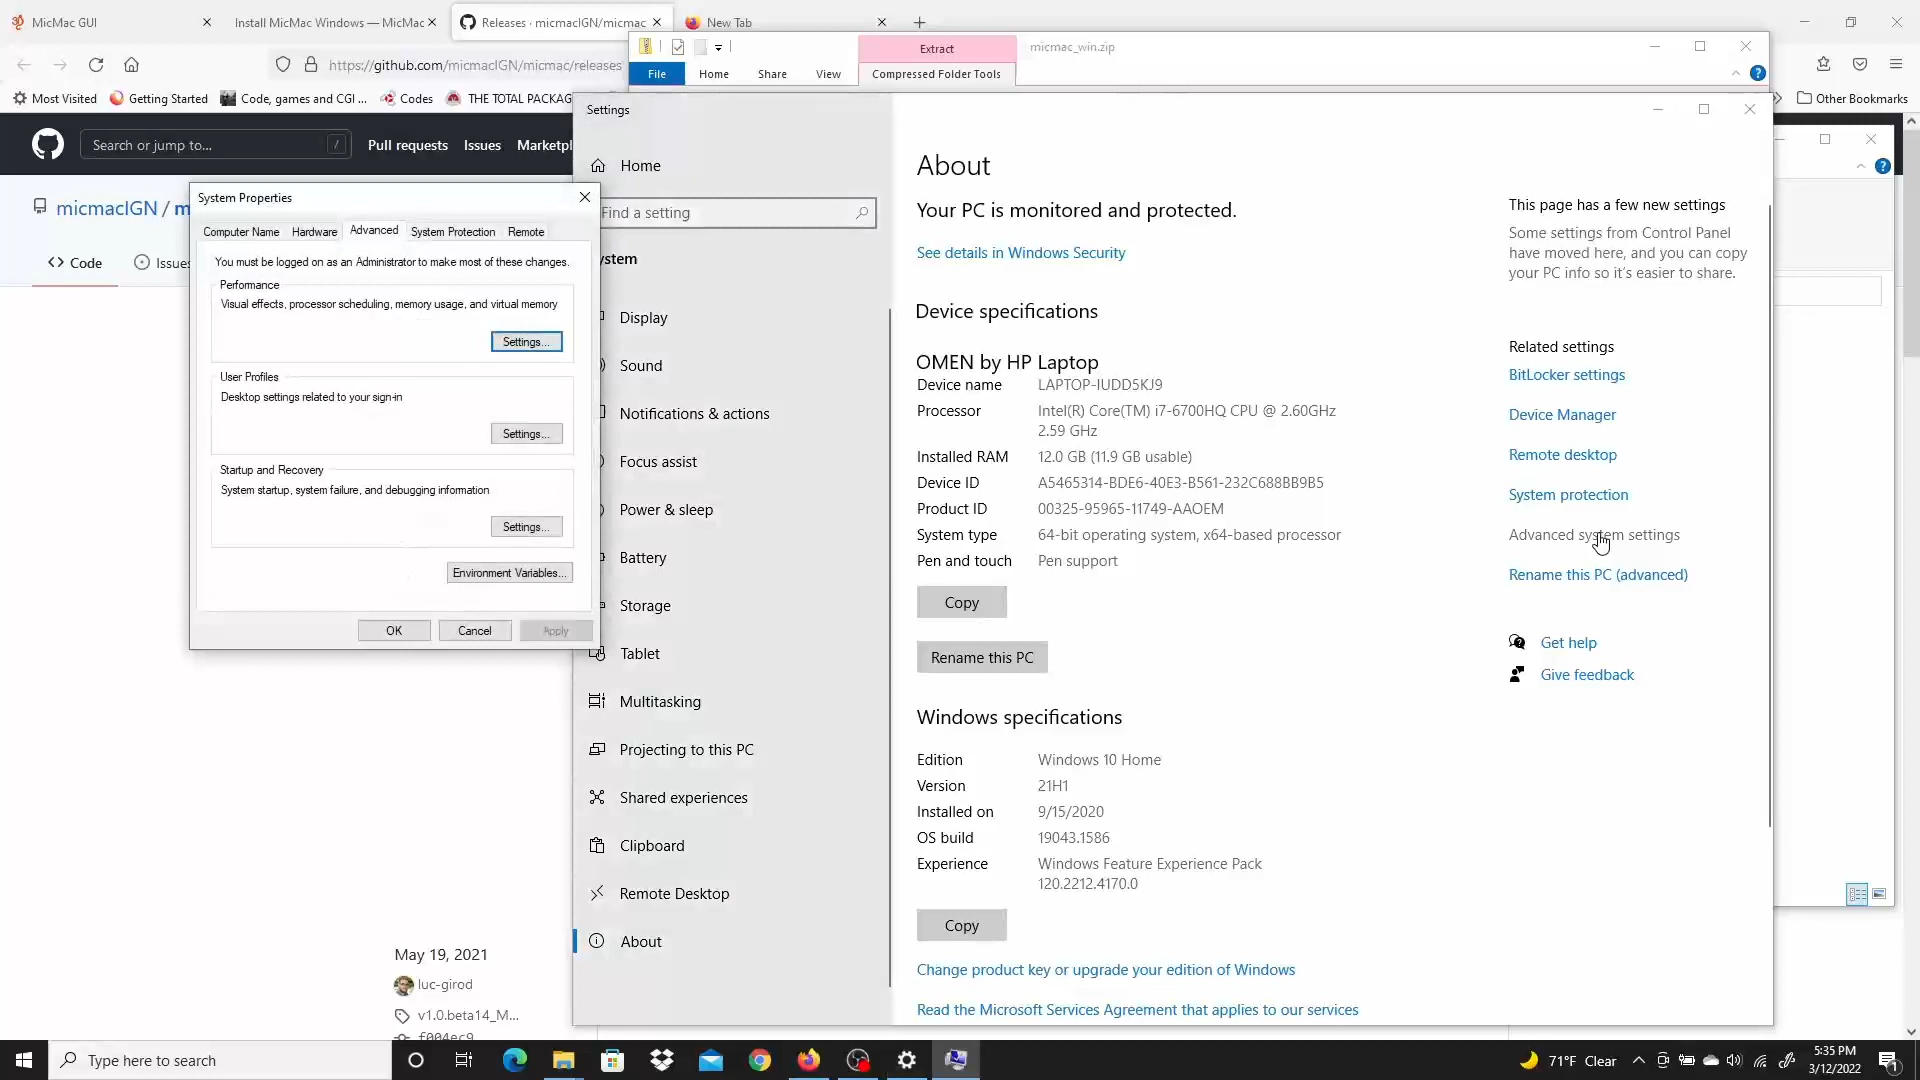 MicMac GUI
Install MicMac Windows — MicMac
Releases · micmacIGN/micmac
New Tab
https://github.com/micmacIGN/micmac/releases
Most Visited
Getting Started
Code, games and CGI ...
Codes
THE TOTAL PACKAG
Other Bookmarks
Extract
micmac_win.zip
File
Home
Share
View
Compressed Folder Tools
Search or jump to...
/
Pull requests
Issues
Marketpl
micmacIGN / m
Code
Issues
May 19, 2021
luc-girod
v1.0.beta14_M...
f004ec9
System Properties
Computer Name
Hardware
Advanced
System Protection
Remote
You must be logged on as an Administrator to make most of these changes.
Performance
Visual effects, processor scheduling, memory usage, and virtual memory
Settings...
User Profiles
Desktop settings related to your sign-in
Settings...
Startup and Recovery
System startup, system failure, and debugging information
Settings...
Environment Variables...
OK
Cancel
Apply
Settings
Home
Find a setting
ystem
Display
Sound
Notifications & actions
Focus assist
Power & sleep
Battery
Storage
Tablet
Multitasking
Projecting to this PC
Shared experiences
Clipboard
Remote Desktop
About
About
Your PC is monitored and protected.
See details in Windows Security
Device specifications
OMEN by HP Laptop
Device name LAPTOP-IUDD5KJ9
Processor Intel(R) Core(TM) i7-6700HQ CPU @ 2.60GHz
2.59 GHz
Installed RAM 12.0 GB (11.9 GB usable)
Device ID A5465314-BDE6-40E3-B561-232C688BB9B5
Product ID 00325-95965-11749-AAOEM
System type 64-bit operating system, x64-based processor
Pen and touch Pen support
Copy
Rename this PC
Windows specifications
Edition Windows 10 Home
Version 21H1
Installed on 9/15/2020
OS build 19043.1586
Experience Windows Feature Experience Pack
120.2212.4170.0
Copy
Change product key or upgrade your edition of Windows
Read the Microsoft Services Agreement that applies to our services
This page has a few new settings
Some settings from Control Panel
have moved here, and you can copy
your PC info so it's easier to share.
Related settings
BitLocker settings
Device Manager
Remote desktop
System protection
Advanced system settings
Rename this PC (advanced)
Get help
Give feedback
Type here to search
71°F Clear
5:35 PM
3/12/2022
1